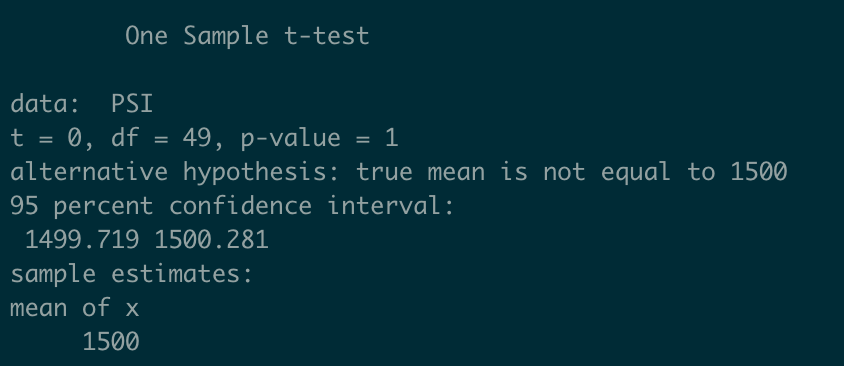 One Sample t-test
data:  PSI
t = 0, df = 49, p-value = 1
alternative hypothesis: true mean is not equal to 1500
95 percent confidence interval:
1499.719 1500.281
sample estimates:
mean of x
1500